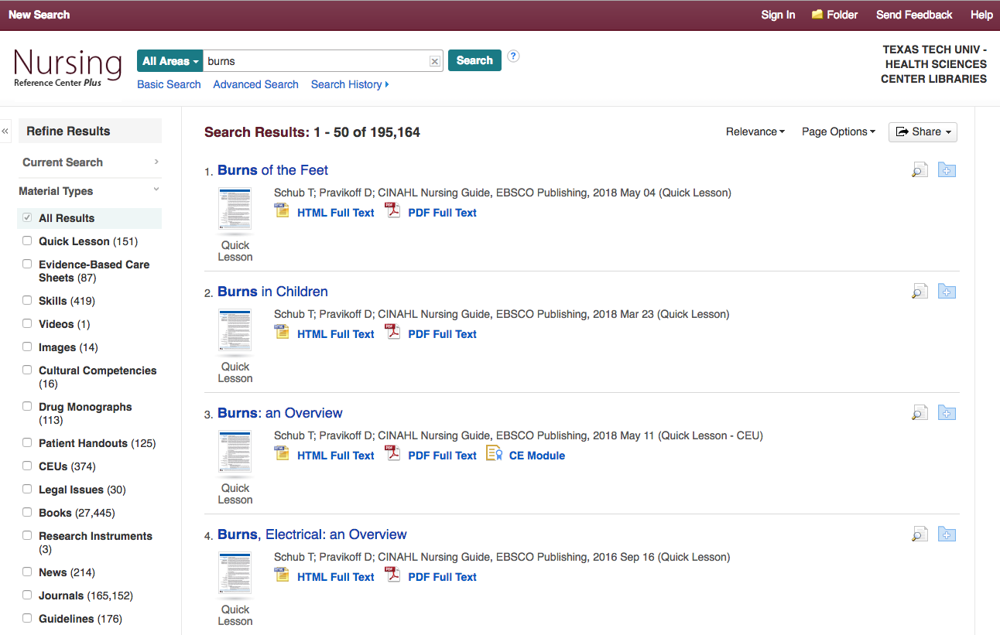 New Search
Sign In
Folder
Send Feedback
Help
Nursing
Reference Center Plus
All Areas
burns
Search
?
Basic Search
Advanced Search
Search History
TEXAS TECH UNIV -
HEALTH SCIENCES
CENTER LIBRARIES
«
Refine Results
Current Search
Material Types
All Results
Quick Lesson (151)
Evidence-Based Care
Sheets (87)
Skills (419)
Videos (1)
Images (14)
Cultural Competencies
(16)
Drug Monographs
(113)
Patient Handouts (125)
CEUs (374)
Legal Issues (30)
Books (27,445)
Research Instruments
(3)
News (214)
Journals (165,152)
Guidelines (176)
Search Results: 1 - 50 of 195,164
Relevance
Page Options
Share
1. Burns of the Feet
Schub T; Pravikoff D; CINAHL Nursing Guide, EBSCO Publishing, 2018 May 04 (Quick Lesson)
HTML Full Text
PDF Full Text
Quick
Lesson
2. Burns in Children
Schub T; Pravikoff D; CINAHL Nursing Guide, EBSCO Publishing, 2018 Mar 23 (Quick Lesson)
HTML Full Text
PDF Full Text
Quick
Lesson
3. Burns: an Overview
Schub T; Pravikoff D; CINAHL Nursing Guide, EBSCO Publishing, 2018 May 11 (Quick Lesson - CEU)
HTML Full Text
PDF Full Text
CE Module
Quick
Lesson
4. Burns, Electrical: an Overview
Schub T; Pravikoff D; CINAHL Nursing Guide, EBSCO Publishing, 2016 Sep 16 (Quick Lesson)
HTML Full Text
PDF Full Text
Quick
Lesson